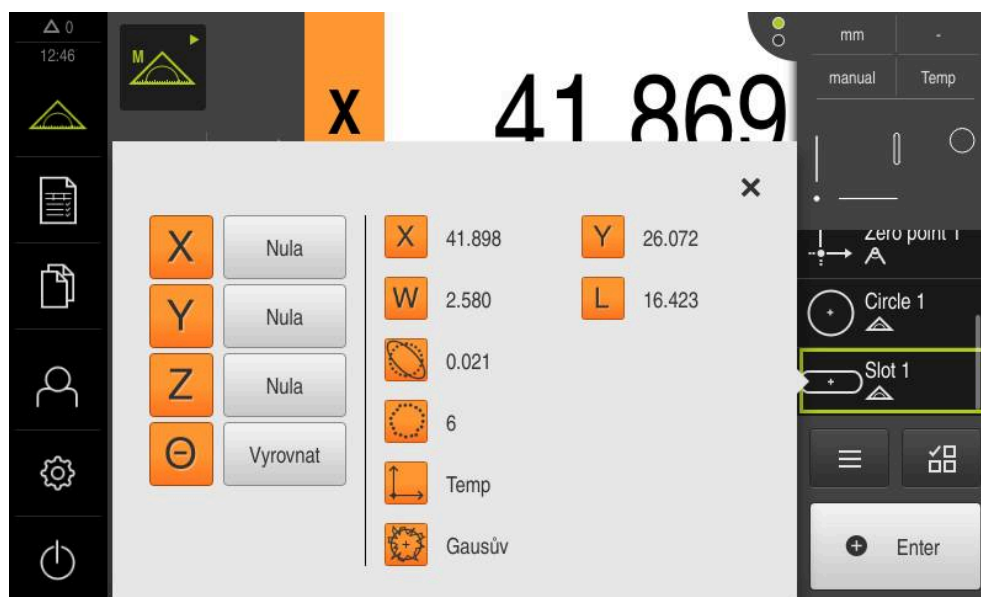 0
12:46
M
X 41.869
mm -
manual Temp
X Nula
Y Nula
Z Nula
Θ Vyrovnat
X 41.898 Y 26.072
W 2.580 L 16.423
0.021
6
Temp
Gausův
Zero point 1
Circle 1
Slot 1
Enter